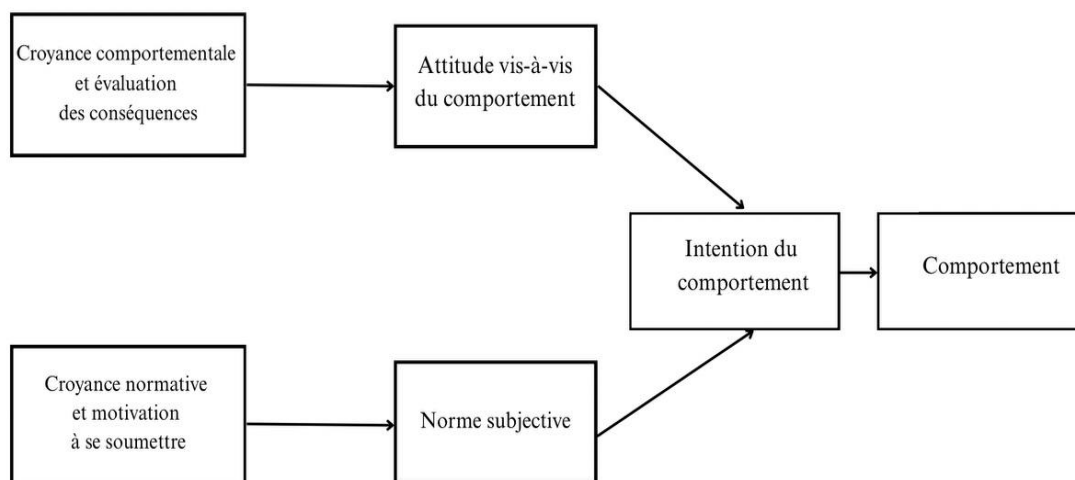 Croyance comportementale
et évaluation
des conséquences
Attitude vis-à-vis
du comportement
Intention du
comportement
Comportement
Croyance normative
et motivation
à se soumettre
Norme subjective